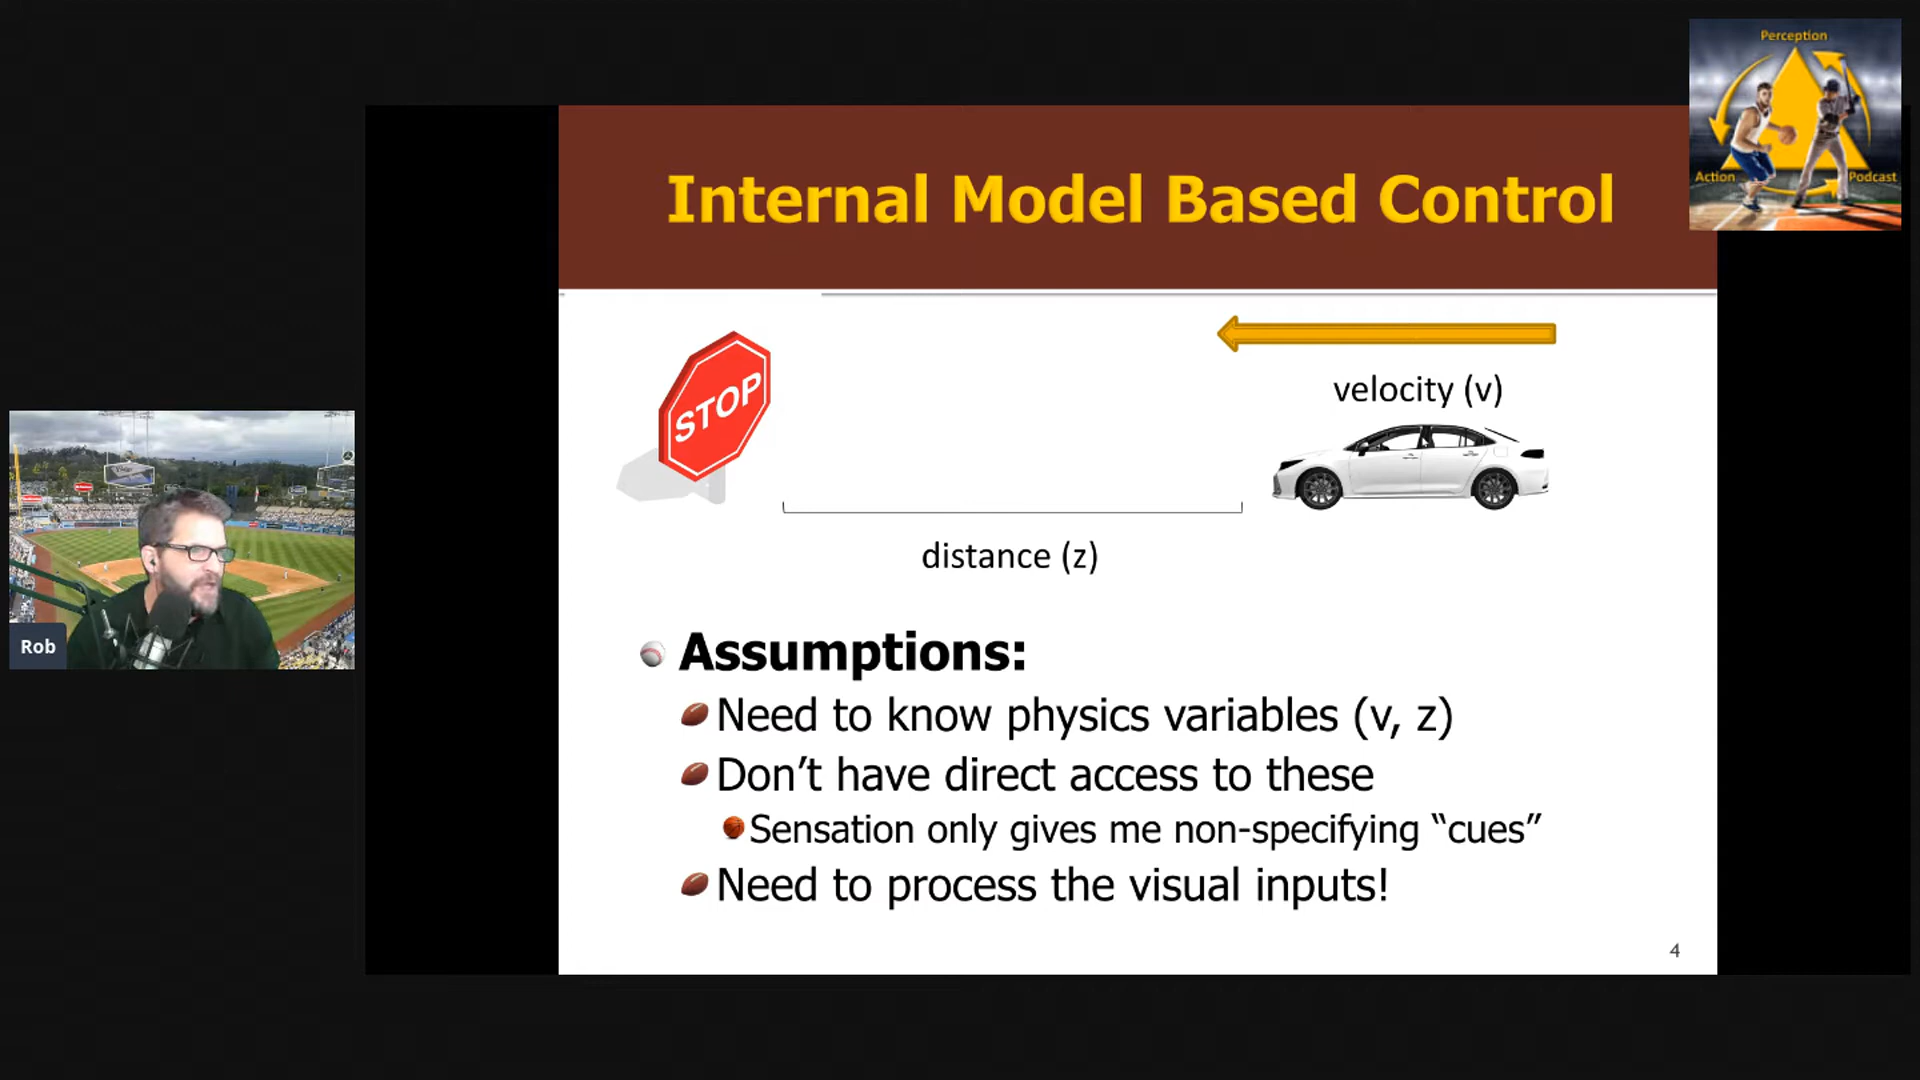 Perception
Action
Podcast
Internal Model Based Control
STOP
velocity (v)
distance (z)
Assumptions:
Need to know physics variables (v, z)
Don’t have direct access to these
Sensation only gives me non-specifying “cues”
Need to process the visual inputs!
4
Rob